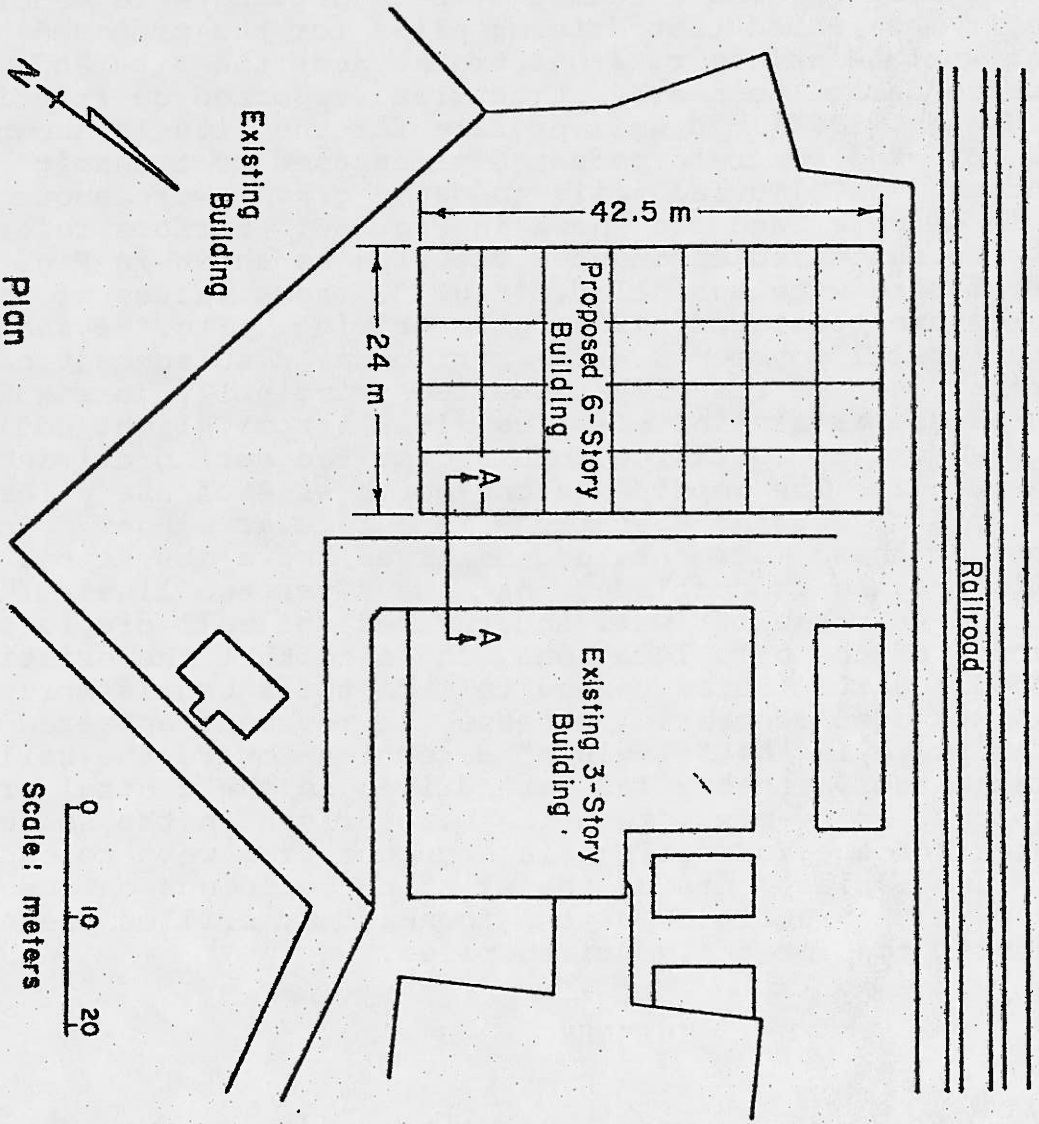 N
Existing
Building
42.5 m
24 m
Proposed 6-Story
Building
A
A
Existing 3-Story
Building
Railroad
Plan
0 10 20
Scale: meters